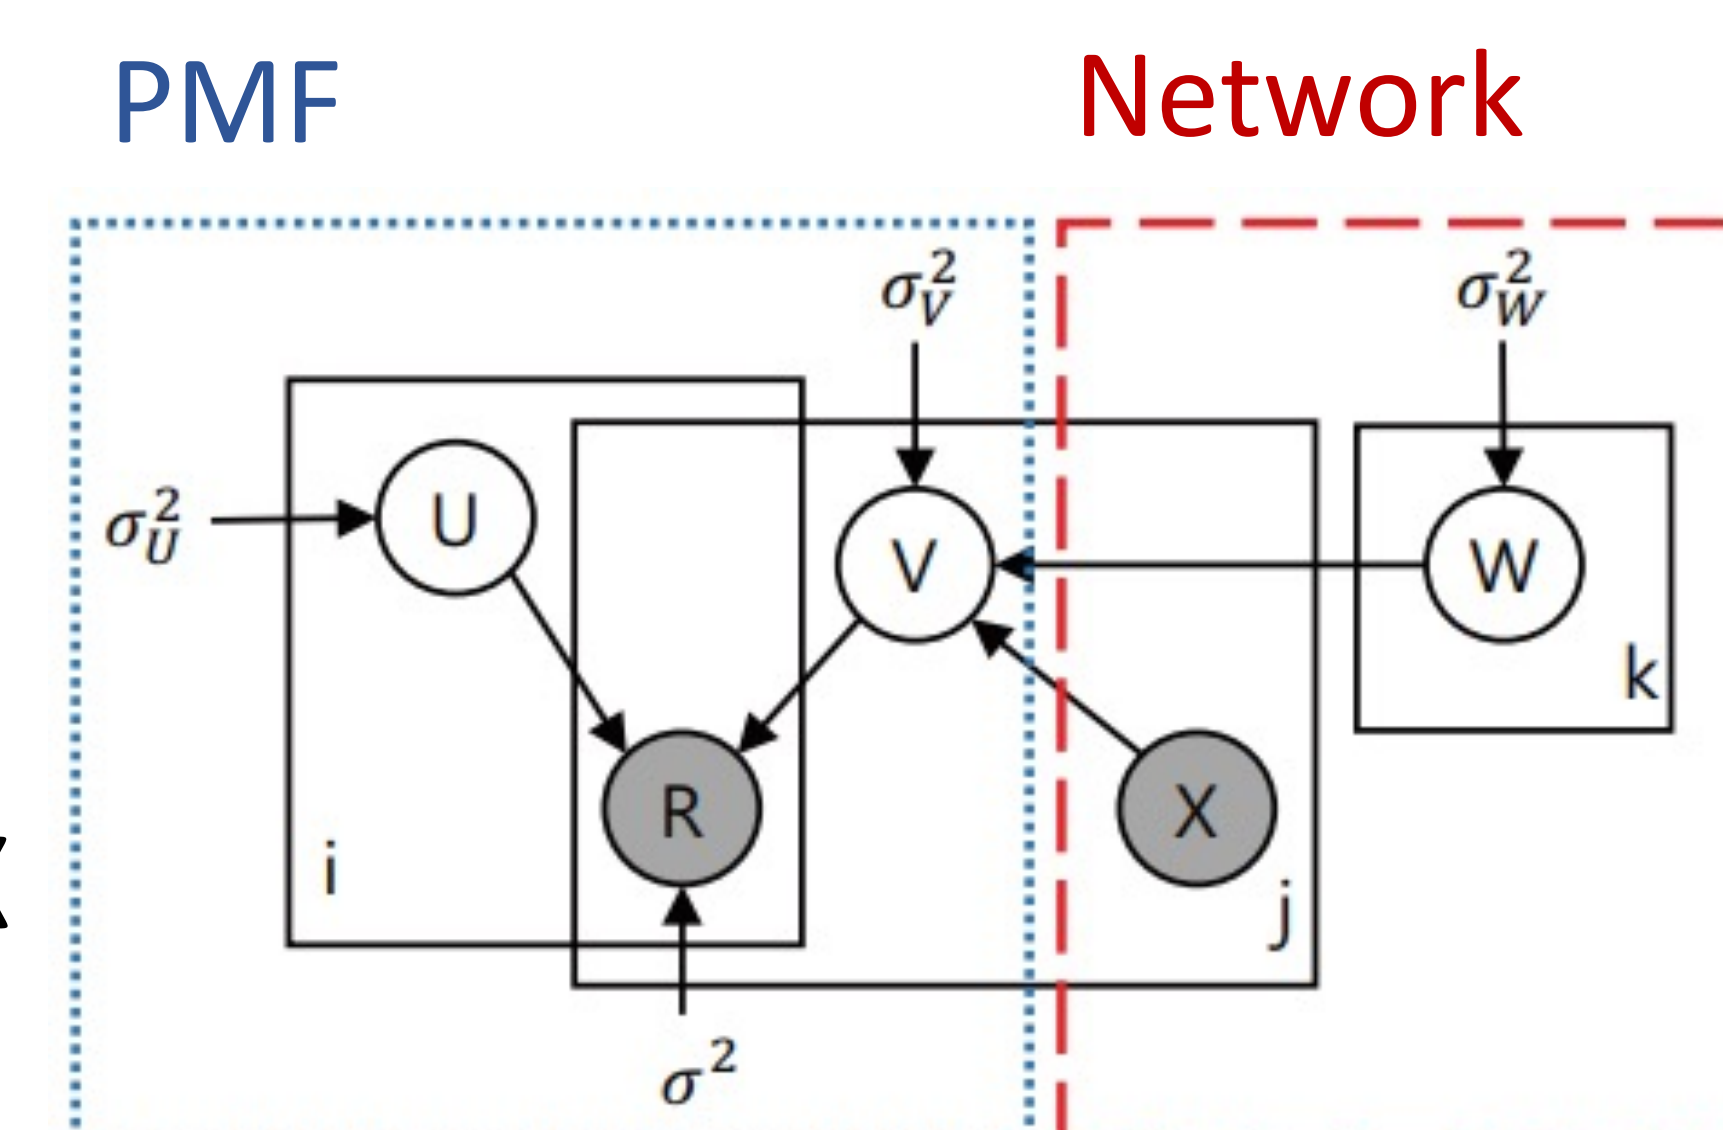 PMF Network
σ_V^2 σ_W^2
σ_U^2 U V W
k
R X
i j
σ^2